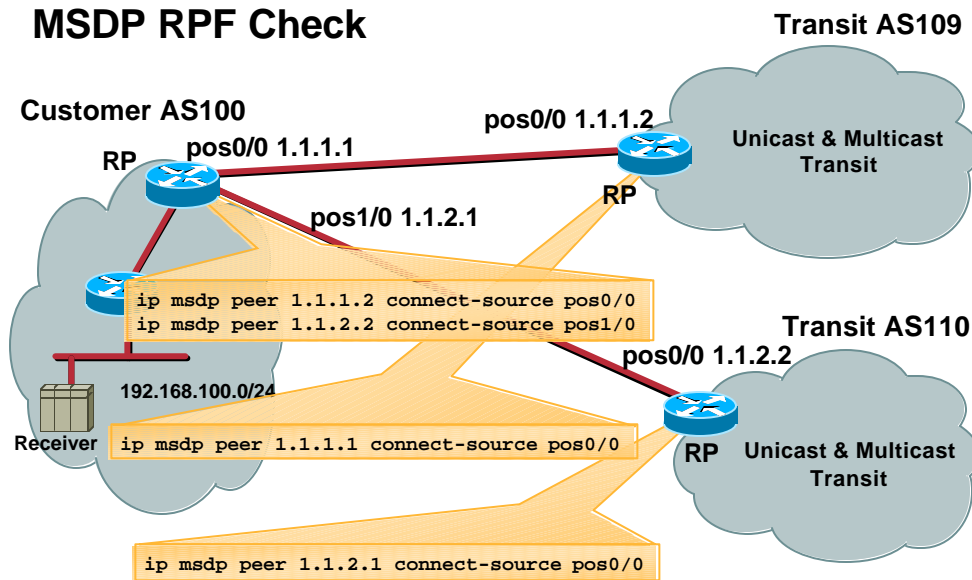 MSDP RPF Check
Transit AS109
Customer AS100
pos0/0 1.1.1.2
RP
pos0/0 1.1.1.1
Unicast & Multicast
Transit
RP
pos1/0 1.1.2.1
ip msdp peer 1.1.1.2 connect-source pos0/0
ip msdp peer 1.1.2.2 connect-source pos1/0
Transit AS110
pos0/0 1.1.2.2
192.168.100.0/24
Receiver
ip msdp peer 1.1.1.1 connect-source pos0/0
RP
Unicast & Multicast
Transit
ip msdp peer 1.1.2.1 connect-source pos0/0